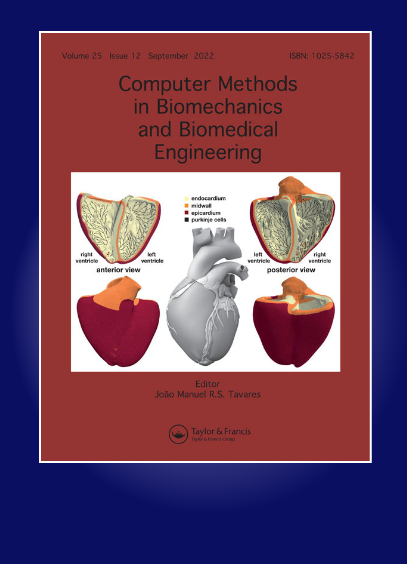 Volume 25 Issue 12 September 2022
ISBN: 1025-5842
Computer Methods
in Biomechanics
and Biomedical
Engineering
endocardium
midwall
epicardium
purkinje cells
right
ventricle
left
ventricle
anterior view
left
ventricle
right
ventricle
posterior view
Editor
João Manuel R.S. Tavares
Taylor & Francis
Taylor & Francis Group